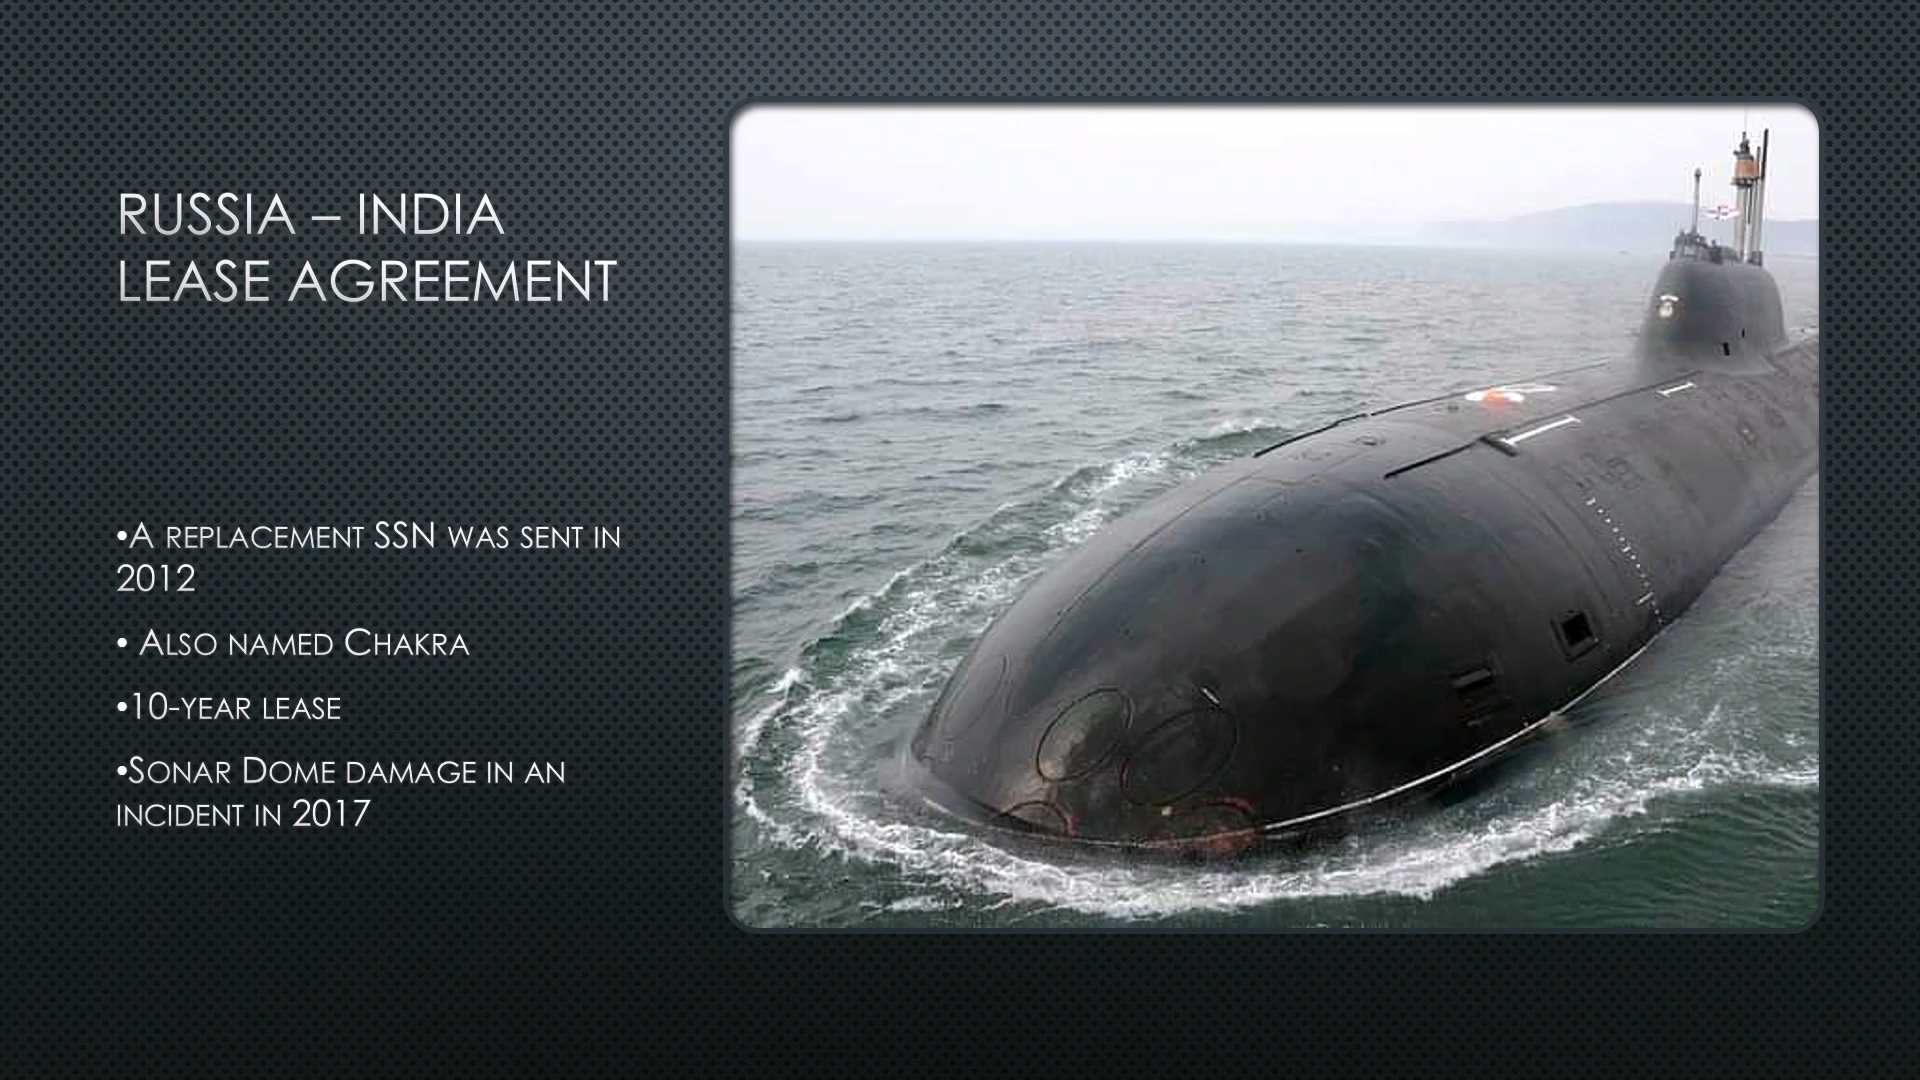 RUSSIA – INDIA
LEASE AGREEMENT
•A REPLACEMENT SSN WAS SENT IN
2012
• ALSO NAMED CHAKRA
•10-YEAR LEASE
•SONAR DOME DAMAGE IN AN
INCIDENT IN 2017